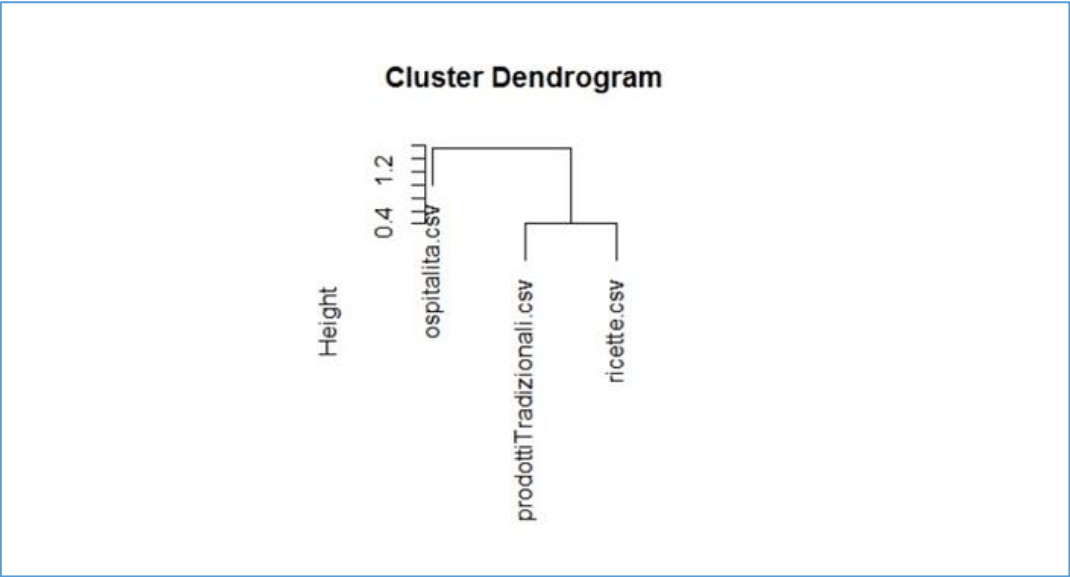 Cluster Dendrogram
Height
0.4 1.2
ospitalita.csv
prodottiTradizionali.csv
ricette.csv